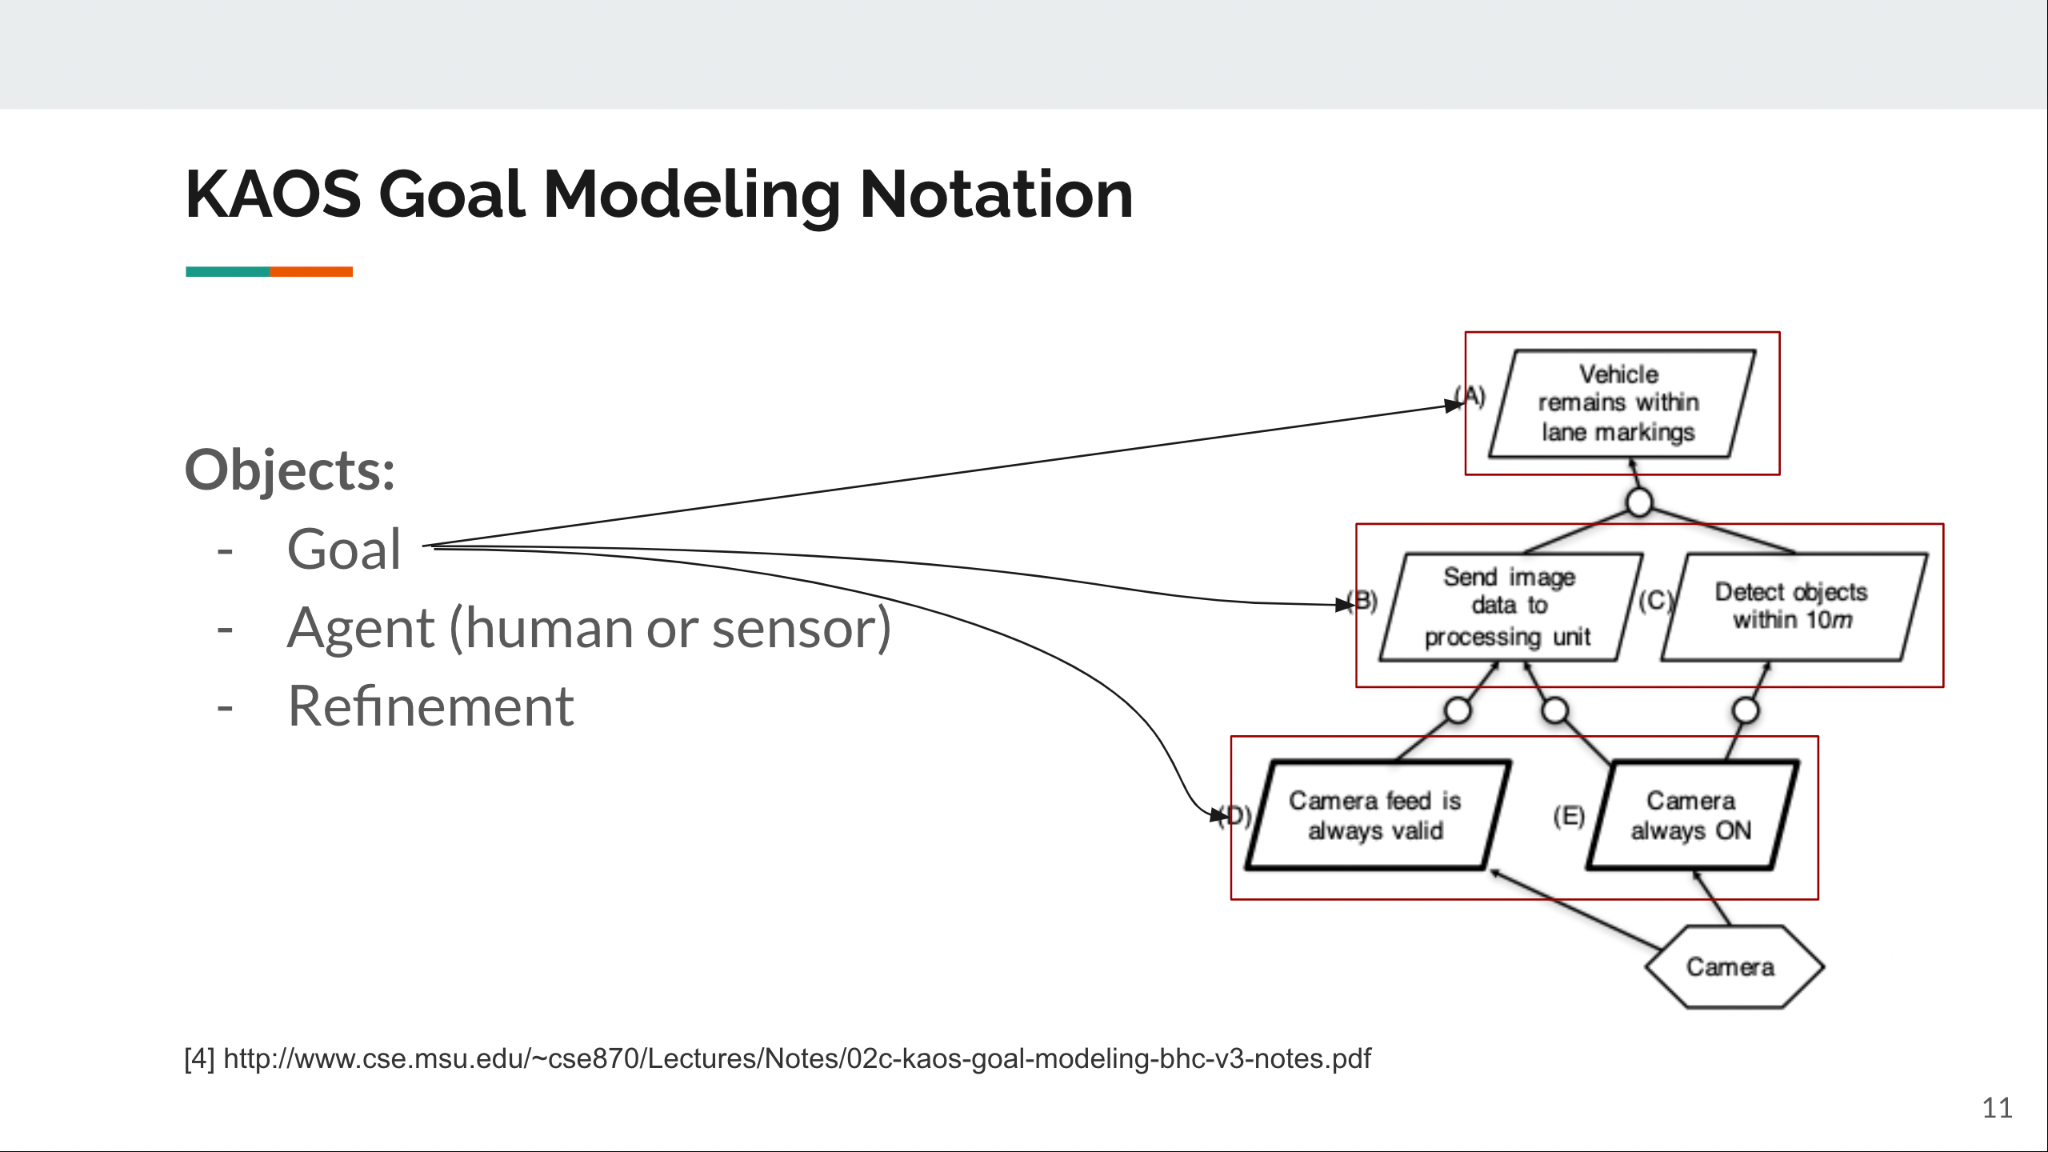 KAOS Goal Modeling Notation
Objects:
- Goal
- Agent (human or sensor)
- Refinement
(A)
Vehicle
remains within
lane markings
(B)
Send image
data to
processing unit
(C)
Detect objects
within 10m
(D)
Camera feed is
always valid
(E)
Camera
always ON
Camera
[4] http://www.cse.msu.edu/~cse870/Lectures/Notes/02c-kaos-goal-modeling-bhc-v3-notes.pdf
11